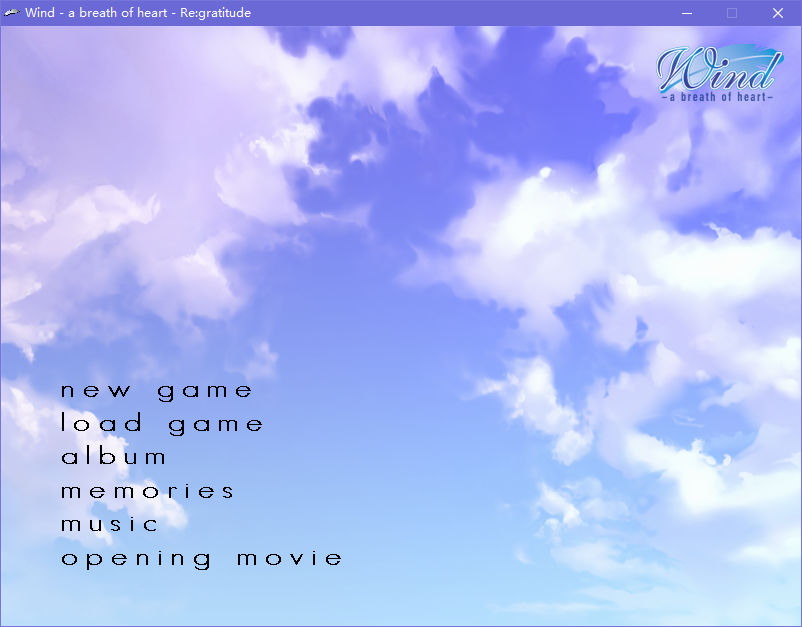 Wind - a breath of heart - Re:gratitude
Wind
-a breath of heart-
new game
load game
album
memories
music
opening movie